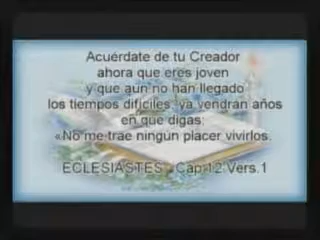 Acuérdate de tu Creador
ahora que eres joven
y que aún no han llegado
los tiempos difíciles; ya vendrán años
en que digas:
«No me trae ningún placer vivirlos.
ECLESIASTES Cap:12:Vers.1